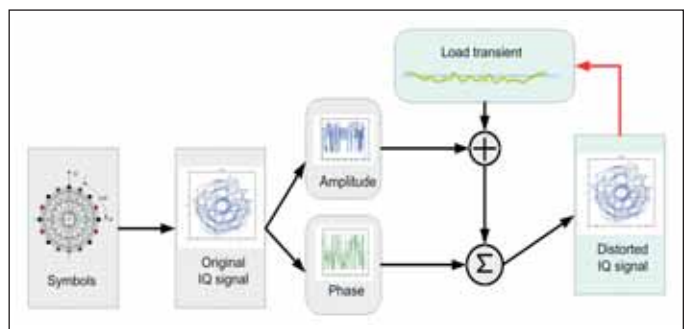 Load transient
+
Amplitude
Σ
Symbols
Original
IQ signal
Phase
Distorted
IQ signal